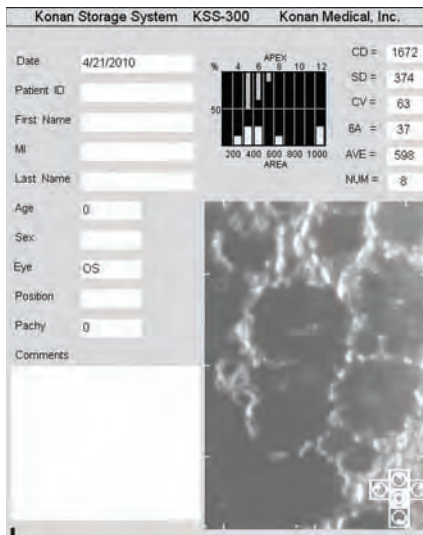 Konan Storage System KSS-300 Konan Medical, Inc.
Date 4/21/2010
Patient ID
First Name
MI
Last Name
Age 0
Sex
Eye OS
Position
Pachy 0
Comments
APEX
% 4 6 8 10 12
50
200 400 600 800 1000
AREA
CD = 1672
SD = 374
CV = 63
6A = 37
AVE = 598
NUM = 8